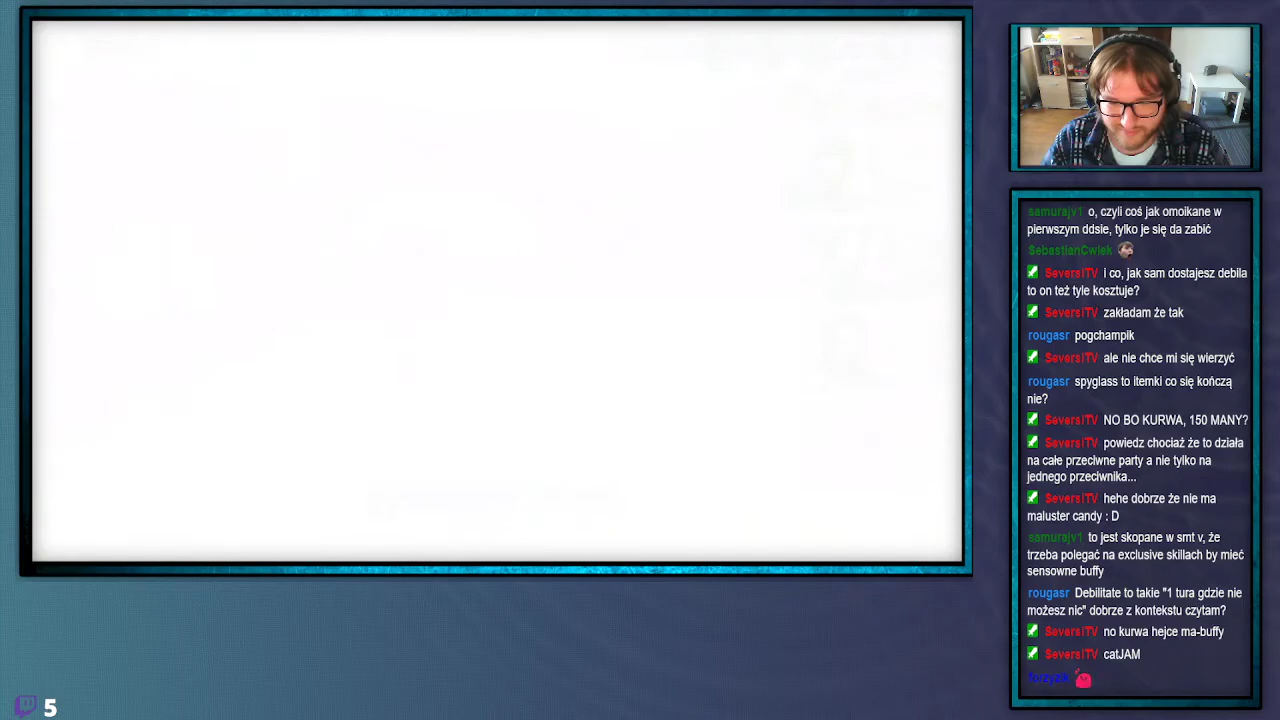 samurajv1 o, czyli coś jak omoikane w
pierwszym ddsie, tylko je się da zabić
SebastianCwiek
SeversiTV i co, jak sam dostajesz debila
to on też tyle kosztuje?
SeversiTV zakładam że tak
rougasr pogchampik
SeversiTV ale nie chce mi się wierzyć
rougasr spyglass to itemki co się kończą
nie?
SeversiTV NO BO KURWA, 150 MANY?
SeversiTV powiedz chociaż że to działa
na całe przeciwne party a nie tylko na
jednego przeciwnika...
SeversiTV hehe dobrze że nie ma
maluster candy : D
samurajv1 to jest skopane w smt v, że
trzeba polegać na exclusive skillach by mieć
sensowne buffy
rougasr Debilitate to takie "1 tura gdzie nie
możesz nic" dobrze z kontekstu czytam?
SeversiTV no kurwa hejce ma-buffy
SeversiTV catJAM
5